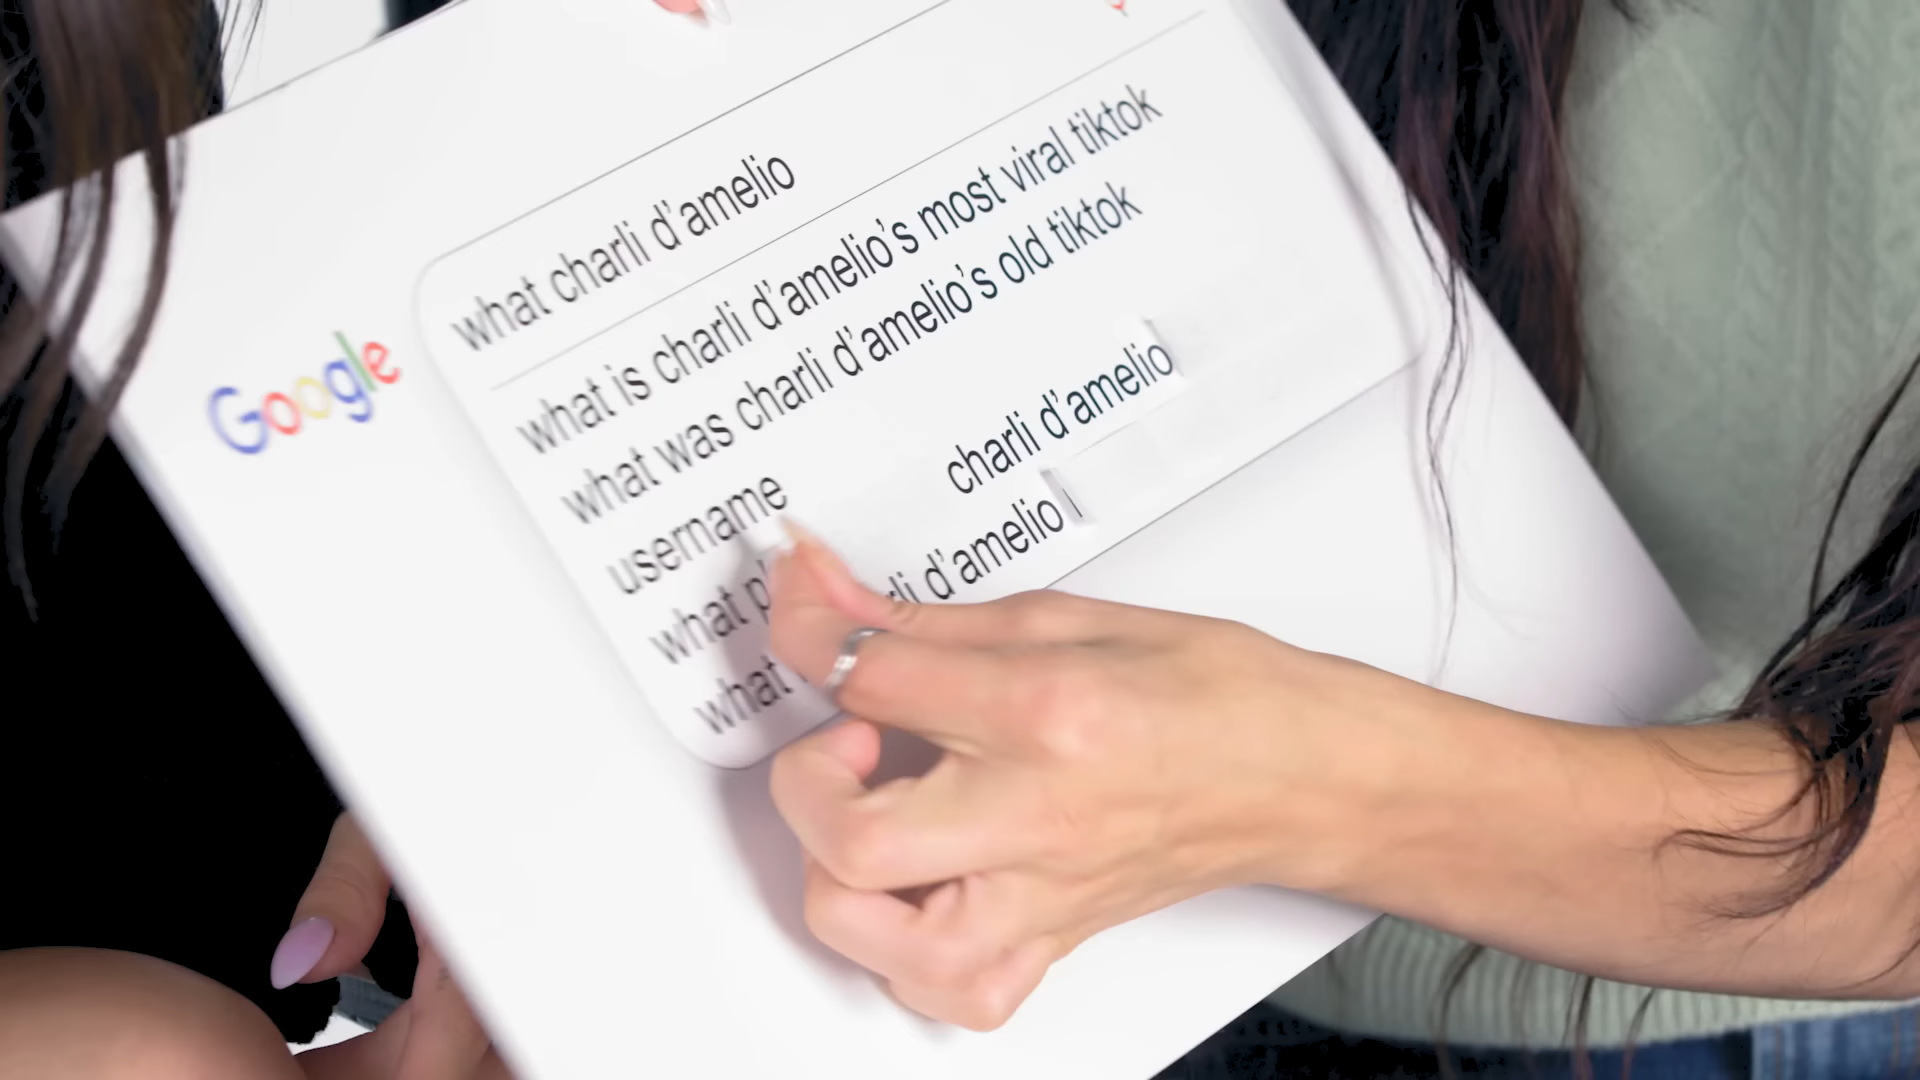 Google
what charli d'amelio
what is charli d'amelio's most viral tiktok
what was charli d'amelio's old tiktok
username
what charli d'amelio
what d'amelio